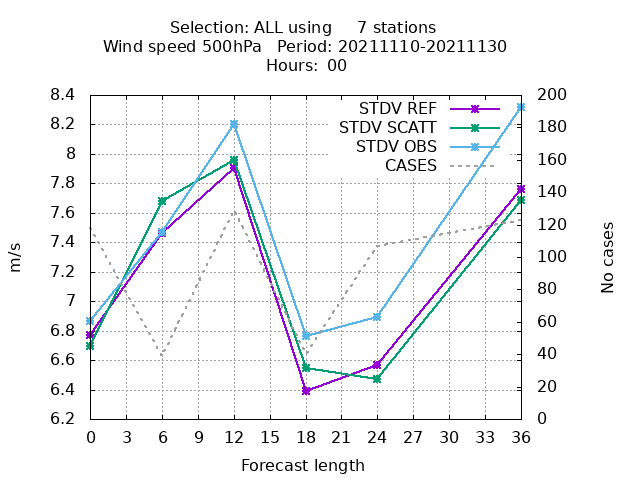 Selection: ALL using     7 stations
Wind speed 500hPa   Period: 20211110-20211130
Hours:  00
STDV REF
STDV SCATT
STDV OBS
CASES
8.4
8.2
8
7.8
7.6
7.4
7.2
7
6.8
6.6
6.4
6.2
m/s
200
180
160
140
120
100
80
60
40
20
0
No cases
0 3 6 9 12 15 18 21 24 27 30 33 36
Forecast length